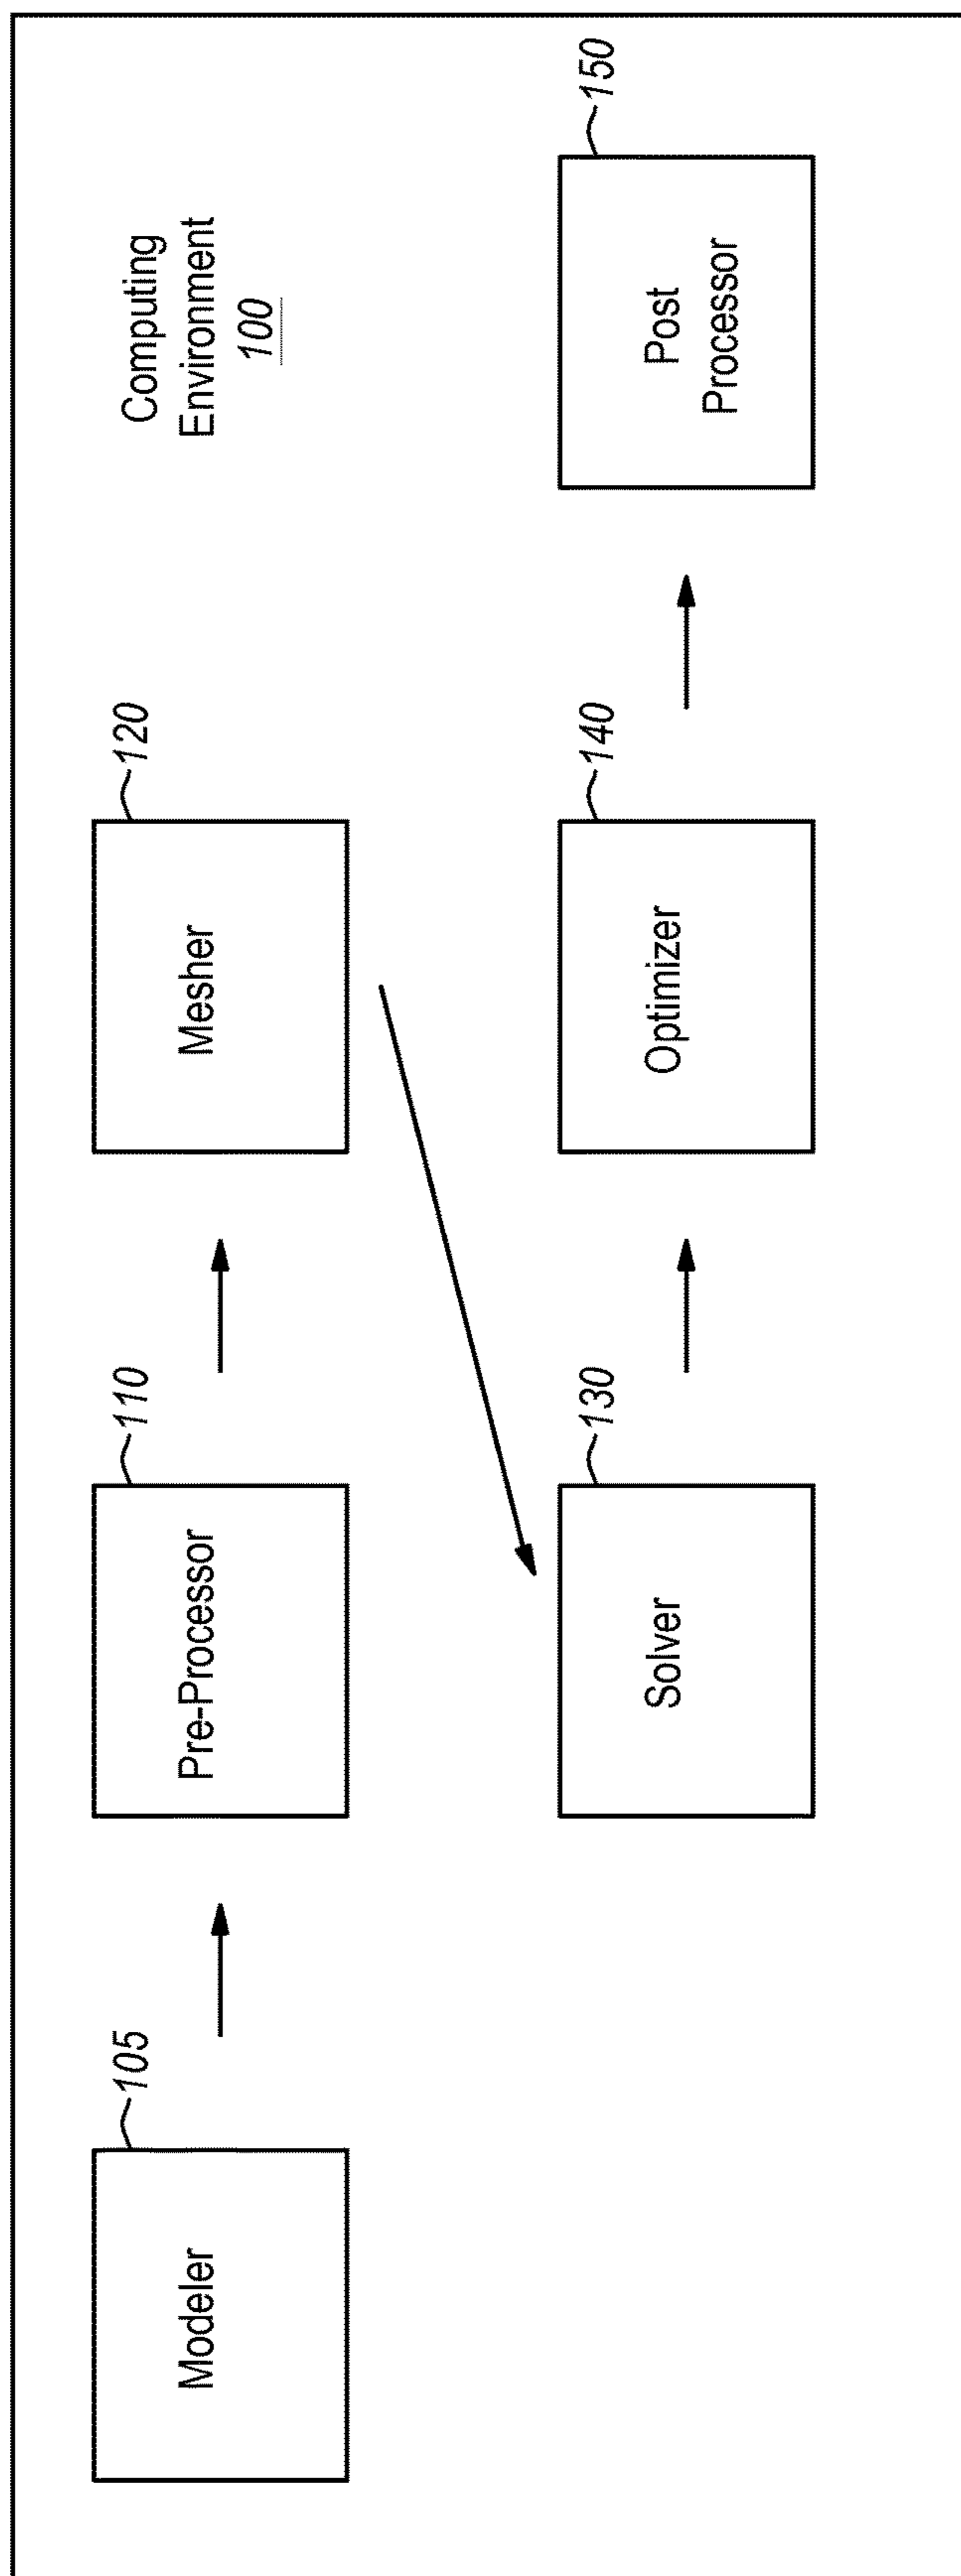 Computing
Environment
100
105
Modeler
110
Pre-Processor
120
Mesher
130
Solver
140
Optimizer
150
Post
Processor